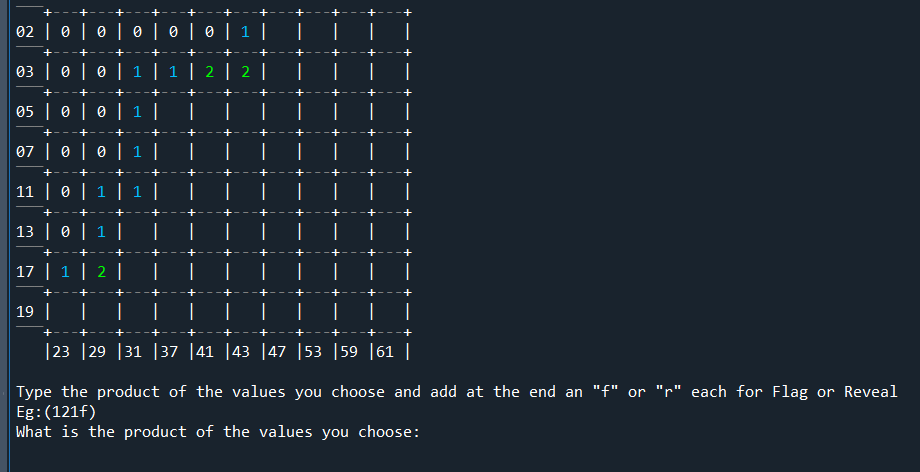 +---+---+---+---+---+---+---+---+---+---+
02 | 0 | 0 | 0 | 0 | 0 | 1 |   |   |   |   |
+---+---+---+---+---+---+---+---+---+---+
03 | 0 | 0 | 1 | 1 | 2 | 2 |   |   |   |   |
+---+---+---+---+---+---+---+---+---+---+
05 | 0 | 0 | 1 |   |   |   |   |   |   |   |
+---+---+---+---+---+---+---+---+---+---+
07 | 0 | 0 | 1 |   |   |   |   |   |   |   |
+---+---+---+---+---+---+---+---+---+---+
11 | 0 | 1 | 1 |   |   |   |   |   |   |   |
+---+---+---+---+---+---+---+---+---+---+
13 | 0 | 1 |   |   |   |   |   |   |   |   |
+---+---+---+---+---+---+---+---+---+---+
17 | 1 | 2 |   |   |   |   |   |   |   |   |
+---+---+---+---+---+---+---+---+---+---+
19 |   |   |   |   |   |   |   |   |   |   |
+---+---+---+---+---+---+---+---+---+---+
|23 |29 |31 |37 |41 |43 |47 |53 |59 |61 |
Type the product of the values you choose and add at the end an "f" or "r" each for Flag or Reveal
Eg:(121f)
What is the product of the values you choose: